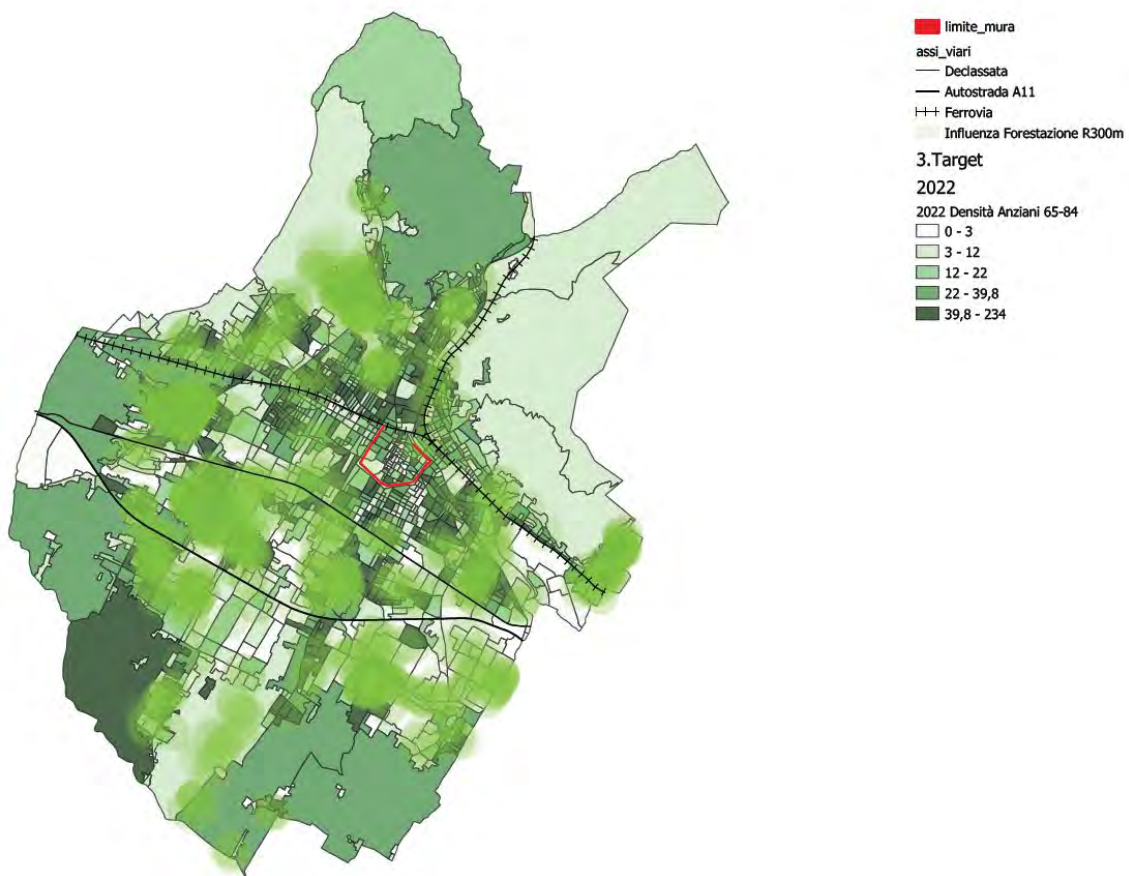 limite_mura
assi_viari
Declassata
Autostrada A11
Ferrovia
Influenza Forestazione R300m
3.Target
2022
2022 Densità Anziani 65-84
0 - 3
3 - 12
12 - 22
22 - 39,8
39,8 - 234